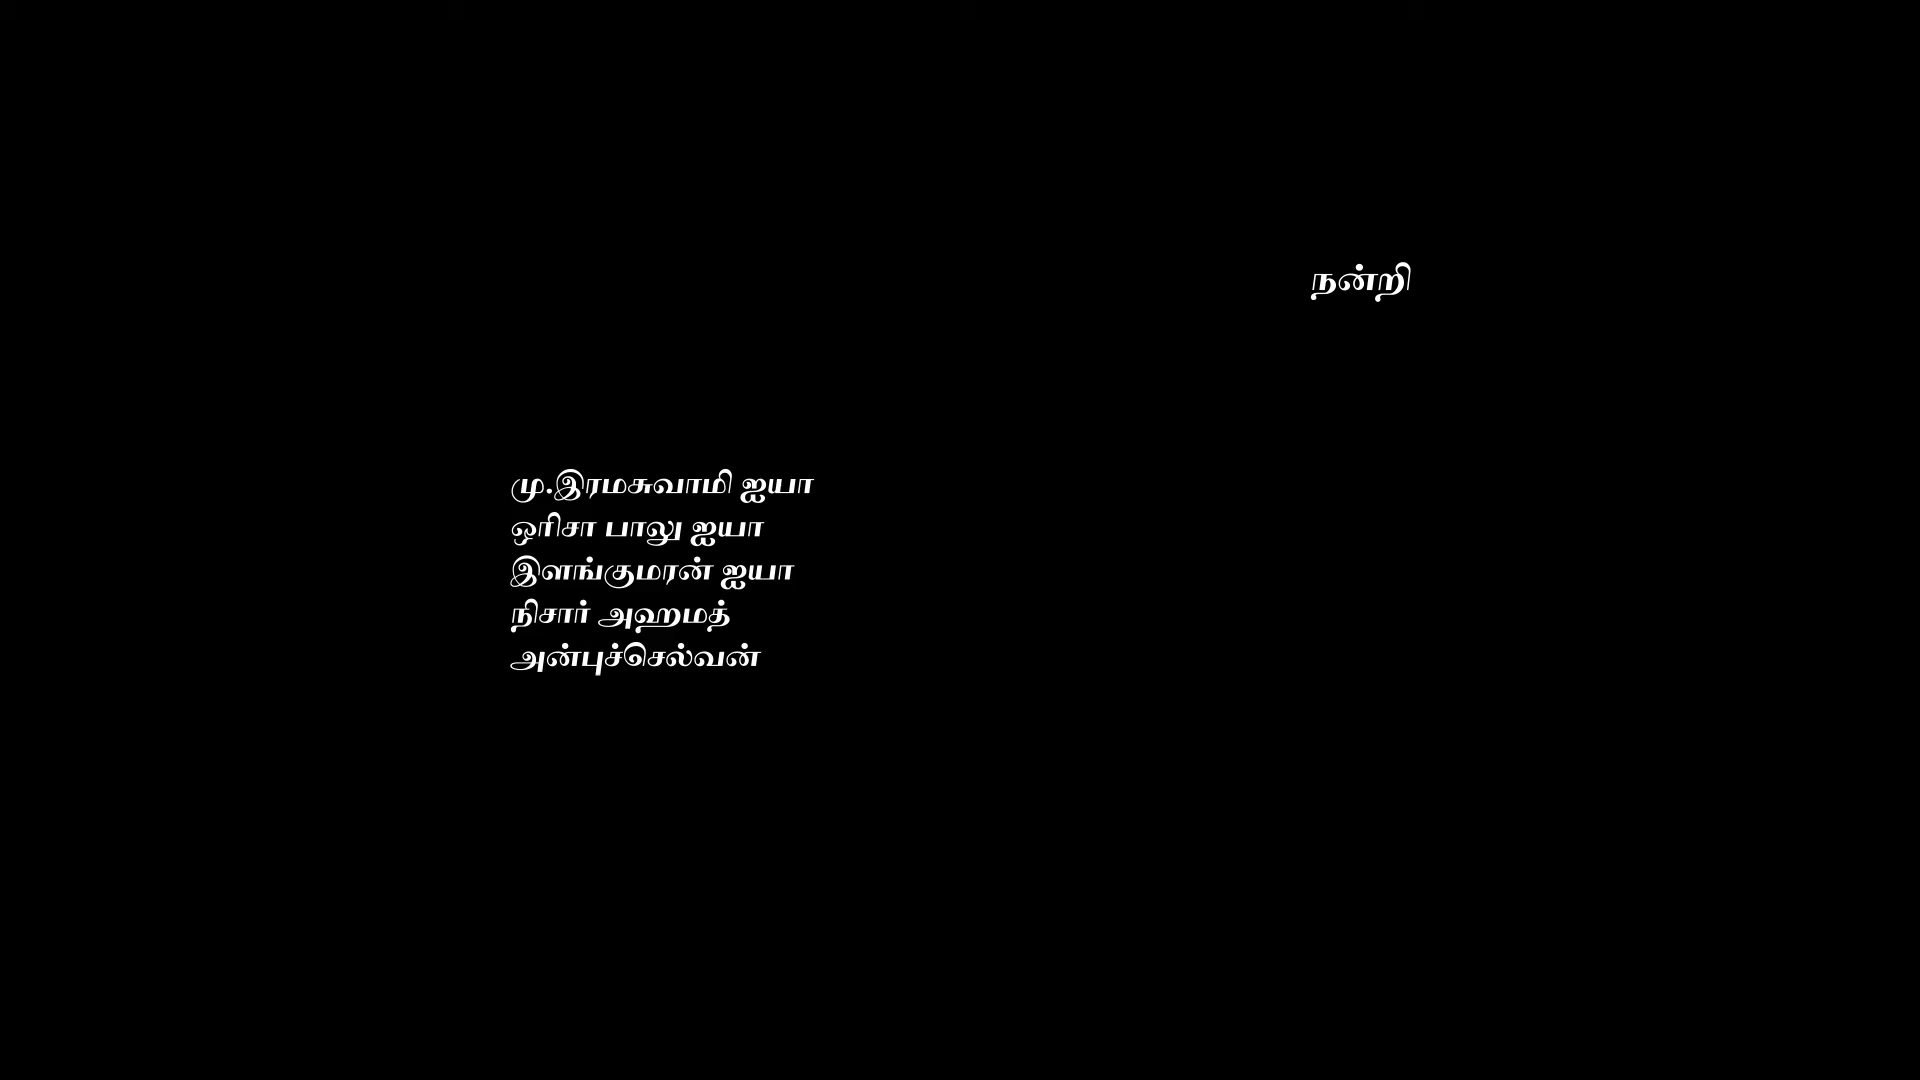 நன்றி
மு.இரமசுவாமி ஐயா
ஒரிசா பாலு ஐயா
இளங்குமரன் ஐயா
நிசார் அஹமத்
அன்புச்செல்வன்